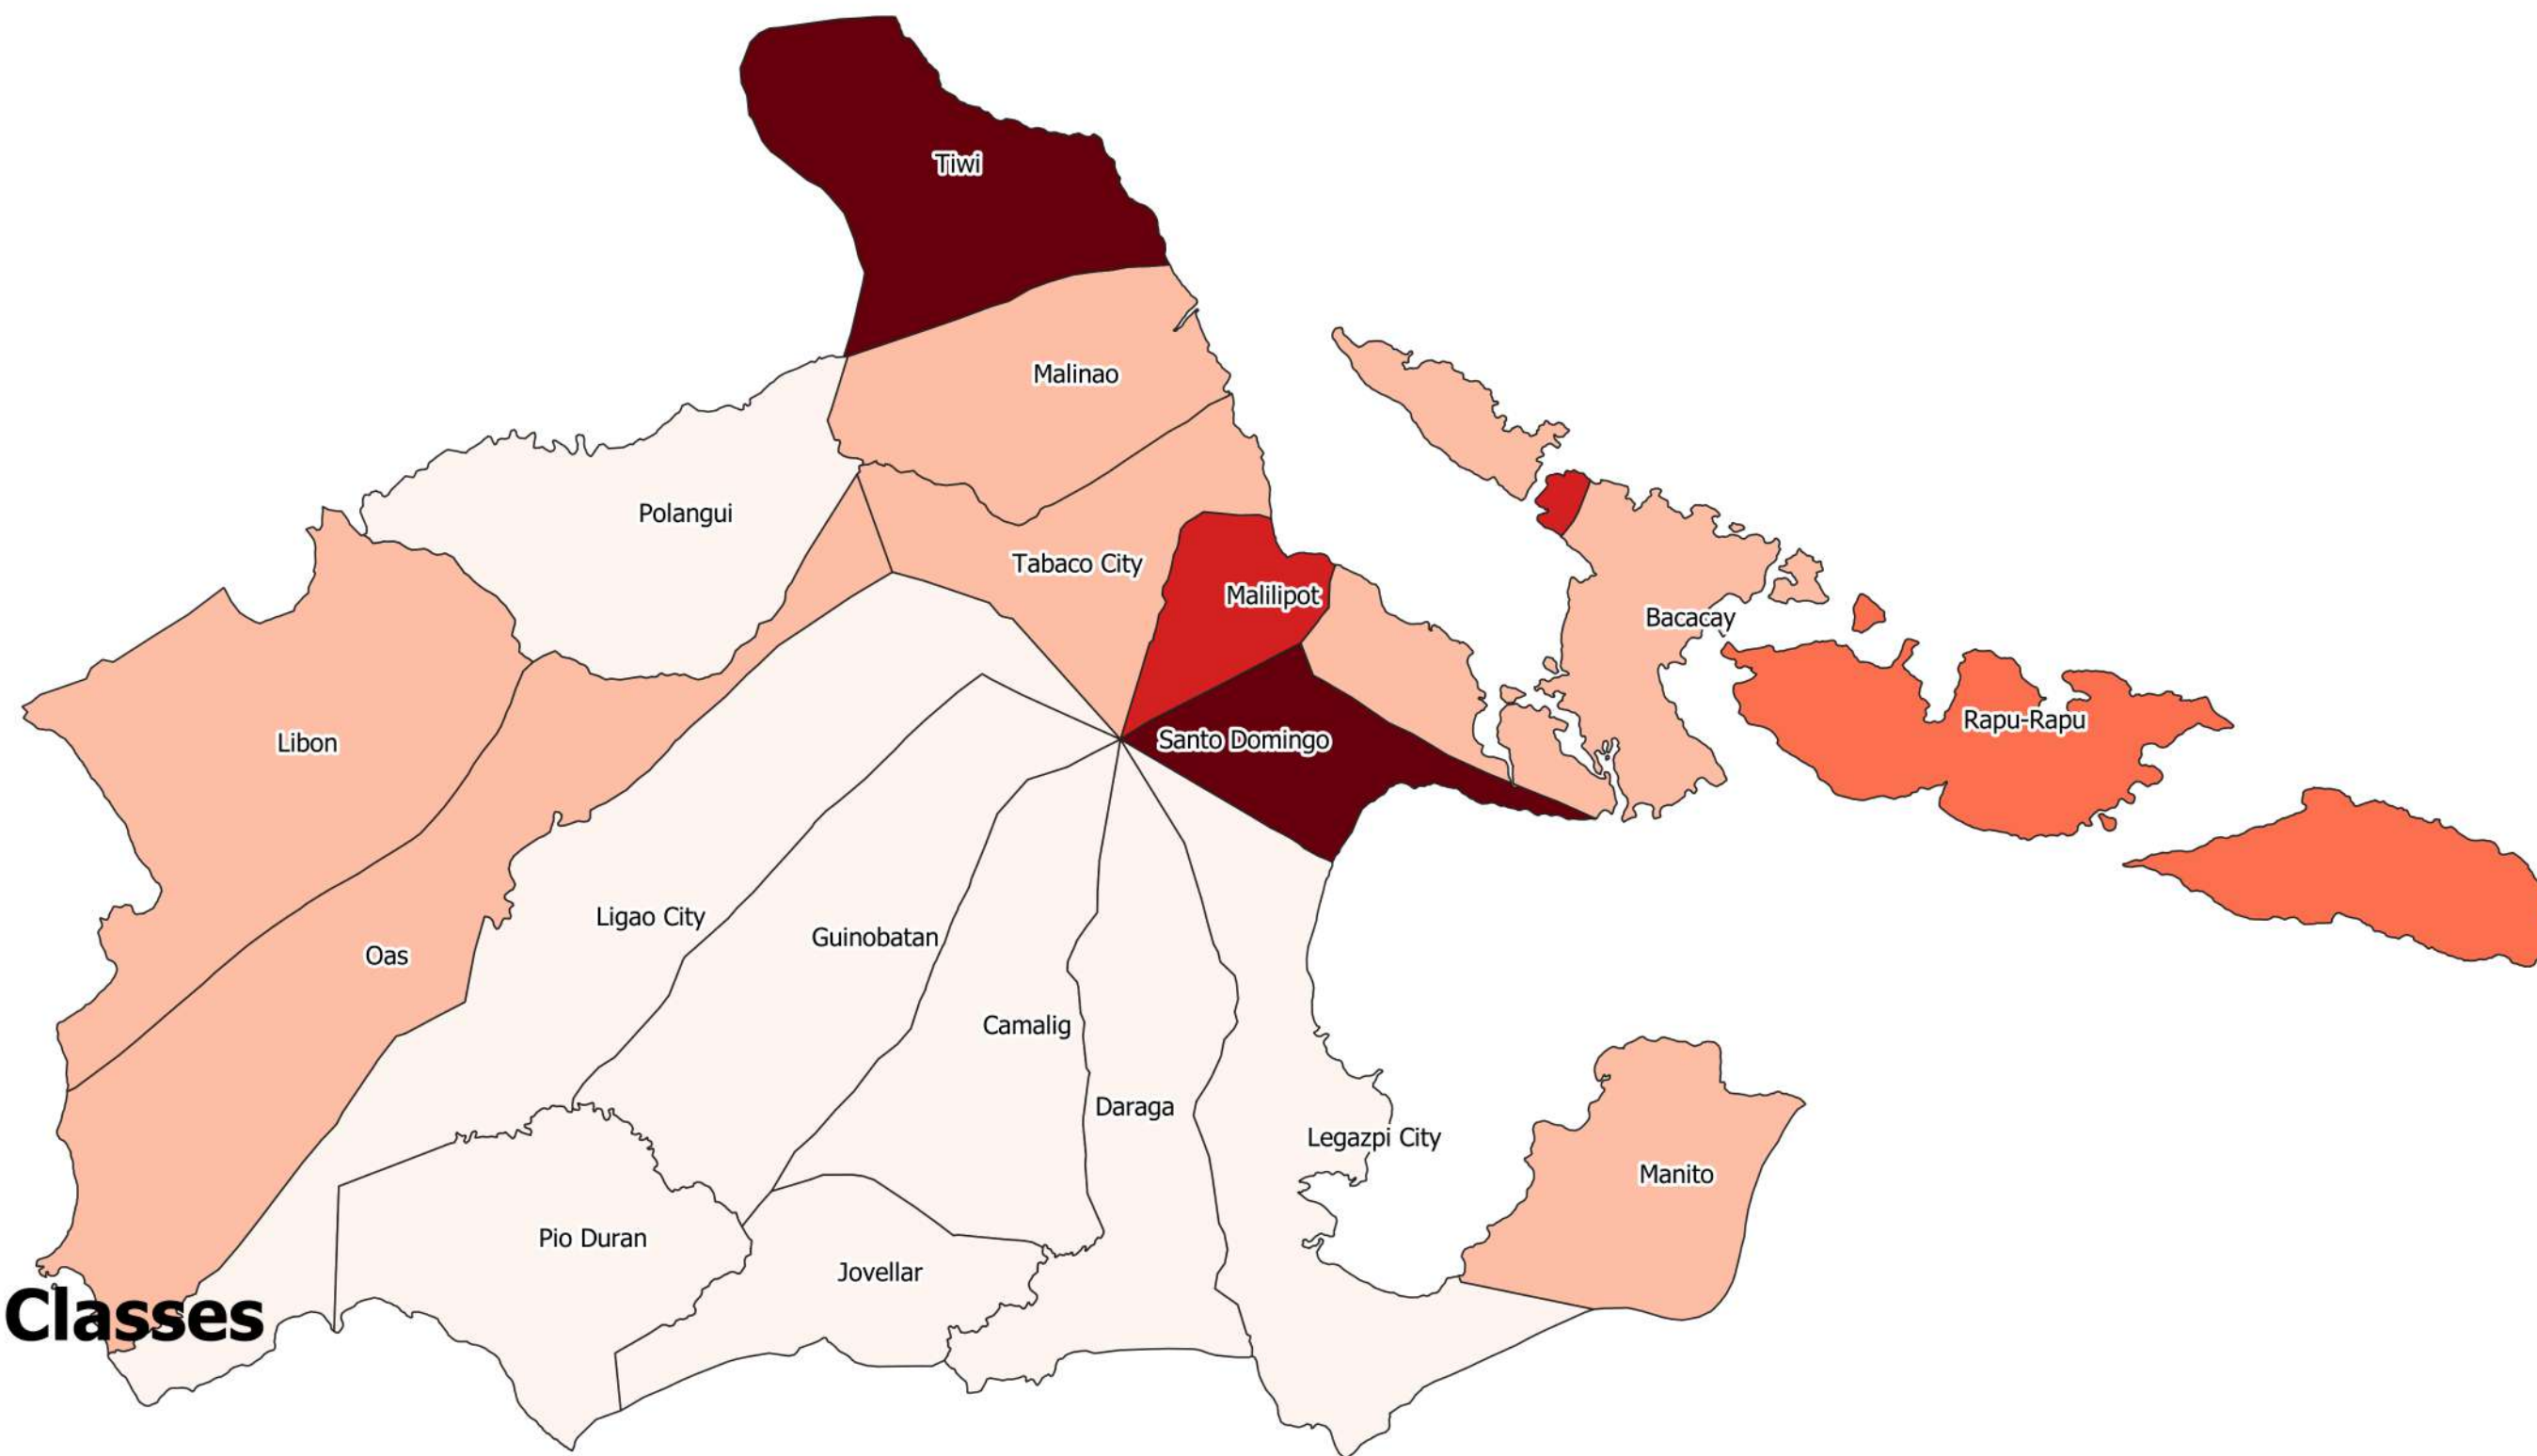 Tiwi
Malinao
Polangui
Tabaco City
Malilipot
Bacacay
Rapu-Rapu
Santo Domingo
Libon
Ligao City
Guinobatan
Oas
Camalig
Daraga
Legazpi City
Manito
Pio Duran
Jovellar
Classes